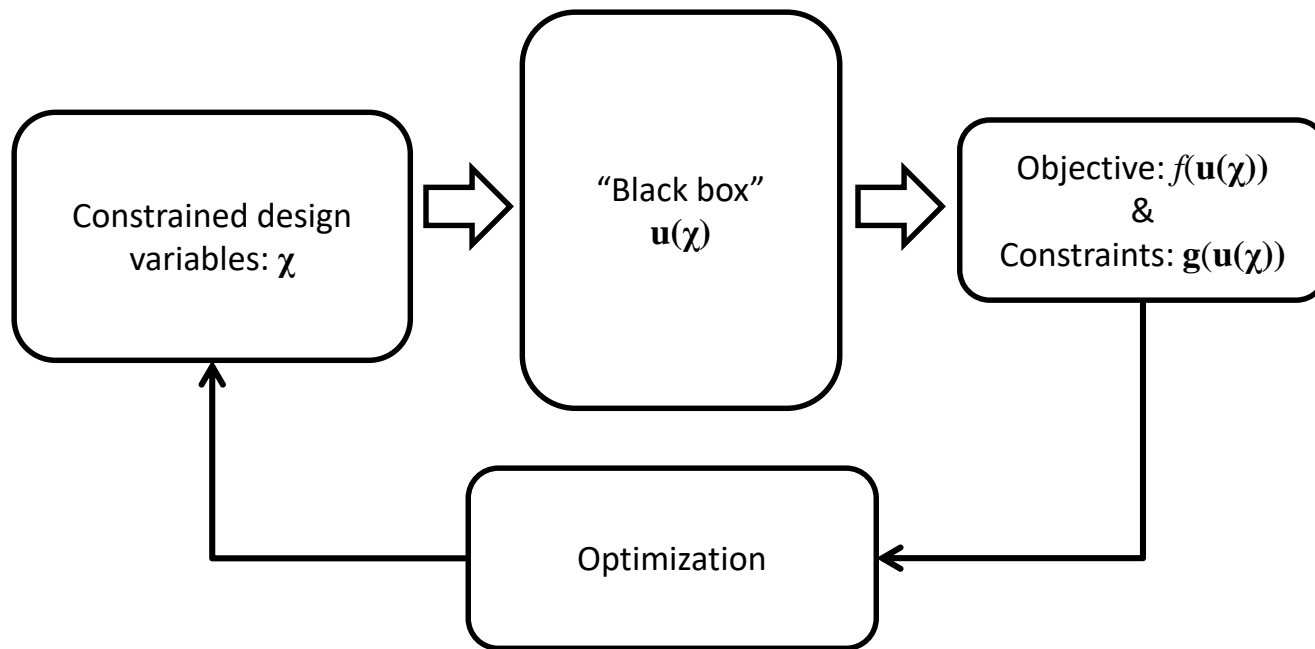 Constrained design
variables: χ
“Black box”
u(χ)
Objective: f(u(χ))
&
Constraints: g(u(χ))
Optimization